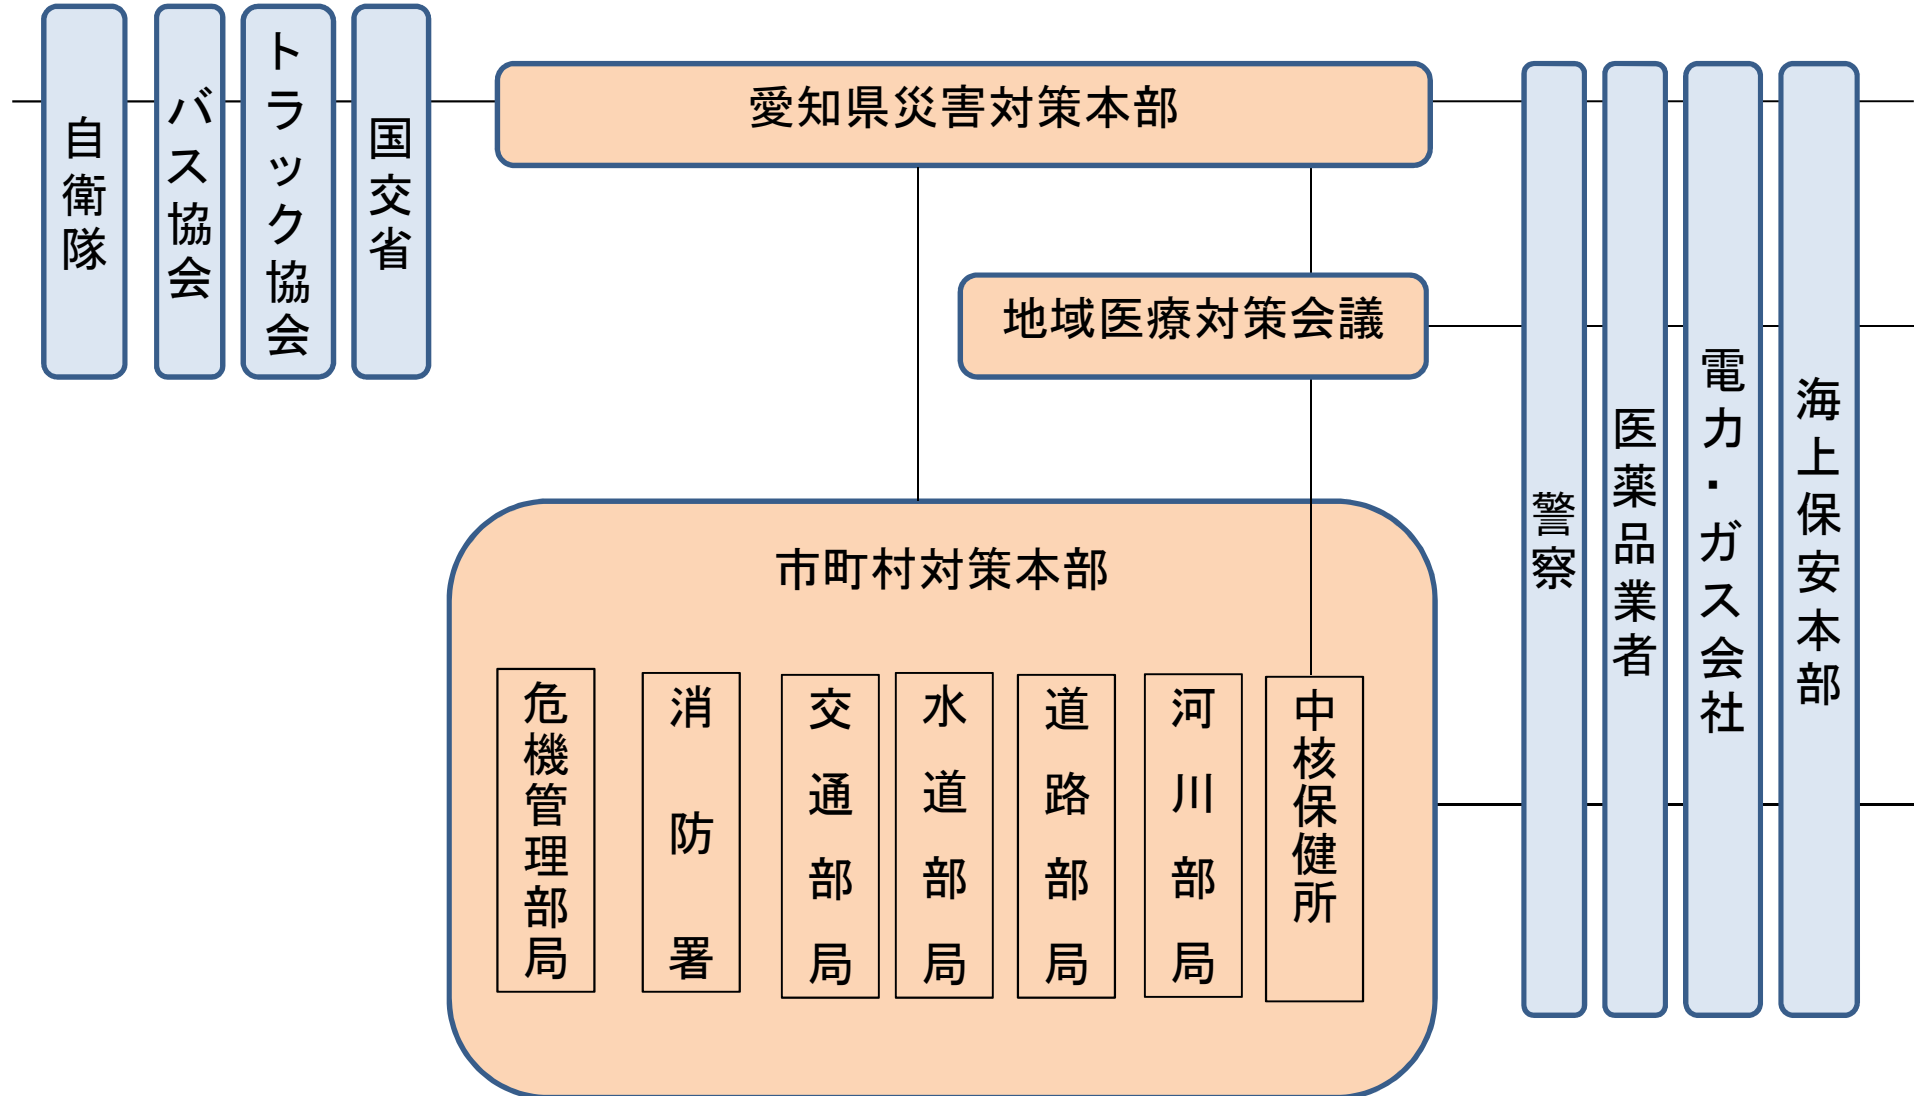 自衛隊
バス協会
トラック協会
国交省
愛知県災害対策本部
地域医療対策会議
市町村対策本部
危機管理部局
消防署
交通部局
水道部局
道路部局
河川部局
中核保健所
警察
医薬品業者
電力・ガス会社
海上保安本部